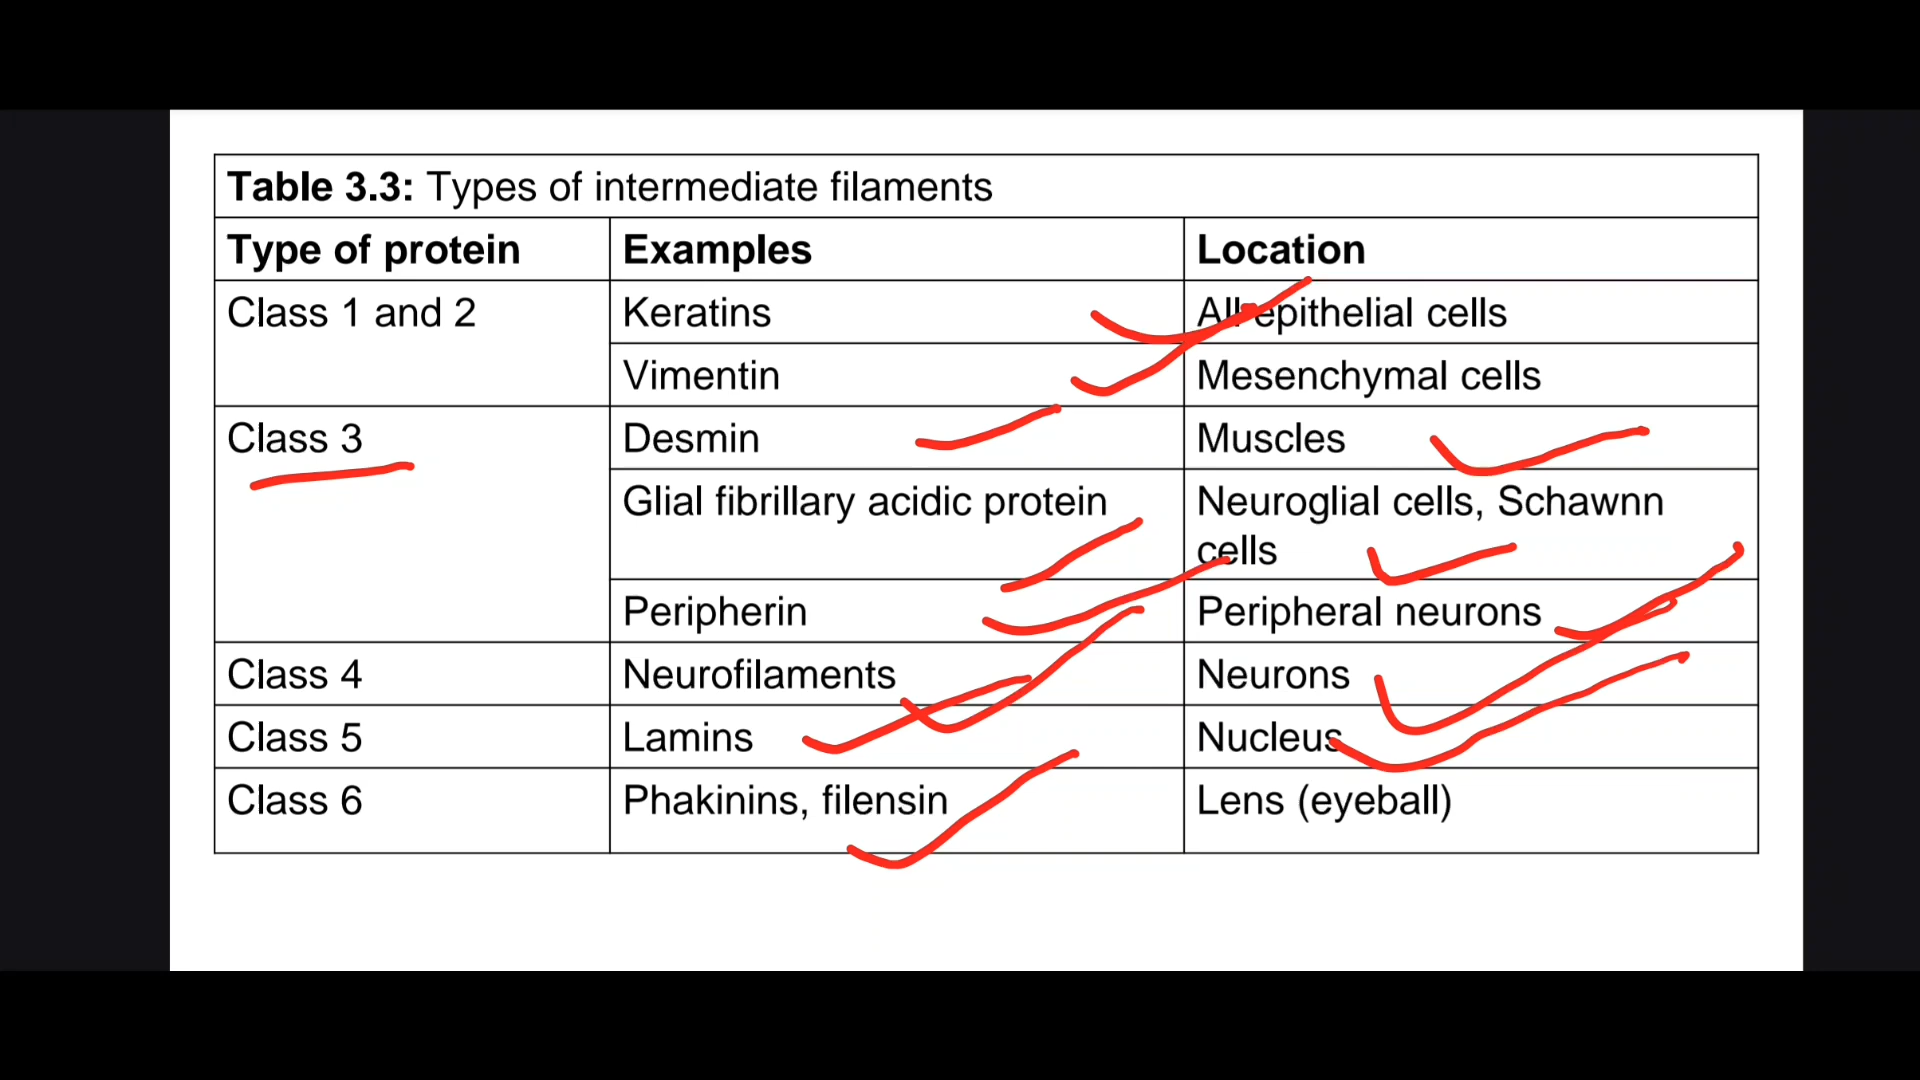 Table 3.3: Types of intermediate filaments
Type of protein Examples Location
Class 1 and 2 Keratins All epithelial cells
Vimentin Mesenchymal cells
Class 3 Desmin Muscles
Glial fibrillary acidic protein Neuroglial cells, Schawnn
cells
Peripherin Peripheral neurons
Class 4 Neurofilaments Neurons
Class 5 Lamins Nucleus
Class 6 Phakinins, filensin Lens (eyeball)